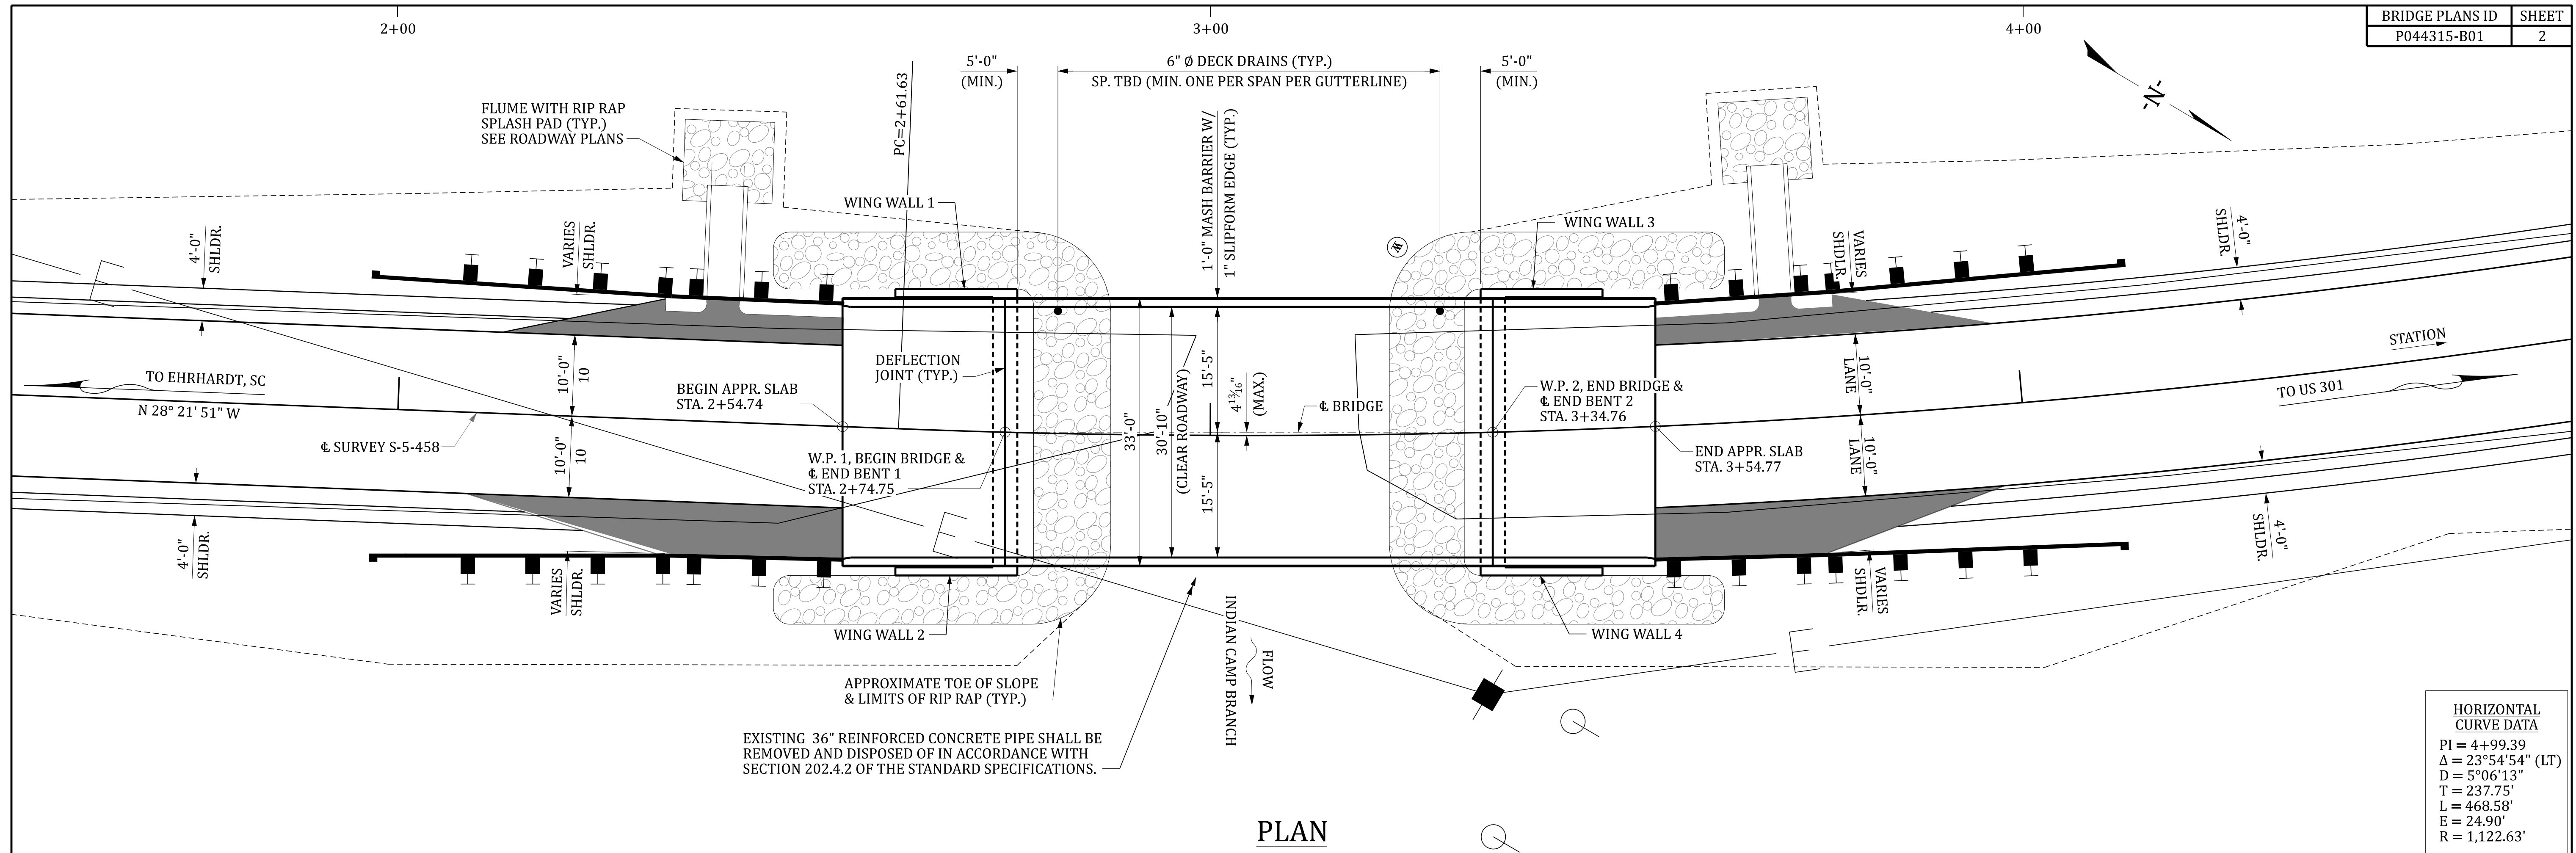 2+00
3+00
4+00
BRIDGE PLANS ID SHEET
P044315-B01 2
5'-0"
(MIN.)
6" Ø DECK DRAINS (TYP.)
SP. TBD (MIN. ONE PER SPAN PER GUTTERLINE)
5'-0"
(MIN.)
-N-
FLUME WITH RIP RAP
SPLASH PAD (TYP.)
SEE ROADWAY PLANS
PC=2+61.63
1'-0" MASH BARRIER W/
1" SLIPFORM EDGE (TYP.)
WING WALL 1
WING WALL 3
4'-0"
SHLDR.
VARIES
SHLDR.
VARIES
SHDLR.
4'-0"
SHLDR.
TO EHRHARDT, SC
N 28° 21' 51" W
10'-0"
10
10'-0"
10
℄ SURVEY S-5-458
BEGIN APPR. SLAB
STA. 2+54.74
DEFLECTION
JOINT (TYP.)
W.P. 1, BEGIN BRIDGE &
℄ END BENT 1
STA. 2+74.75
33'-0"
30'-10"
(CLEAR ROADWAY)
15'-5"
15'-5"
4 13/16"
(MAX.)
℄ BRIDGE
W.P. 2, END BRIDGE &
℄ END BENT 2
STA. 3+34.76
END APPR. SLAB
STA. 3+54.77
10'-0"
LANE
10'-0"
LANE
STATION
TO US 301
4'-0"
SHLDR.
VARIES
SHLDR.
VARIES
SHDLR.
4'-0"
SHLDR.
WING WALL 2
WING WALL 4
INDIAN CAMP BRANCH
FLOW
APPROXIMATE TOE OF SLOPE
& LIMITS OF RIP RAP (TYP.)
EXISTING 36" REINFORCED CONCRETE PIPE SHALL BE
REMOVED AND DISPOSED OF IN ACCORDANCE WITH
SECTION 202.4.2 OF THE STANDARD SPECIFICATIONS.
PLAN
HORIZONTAL
CURVE DATA
PI = 4+99.39
Δ = 23°54'54" (LT)
D = 5°06'13"
T = 237.75'
L = 468.58'
E = 24.90'
R = 1,122.63'